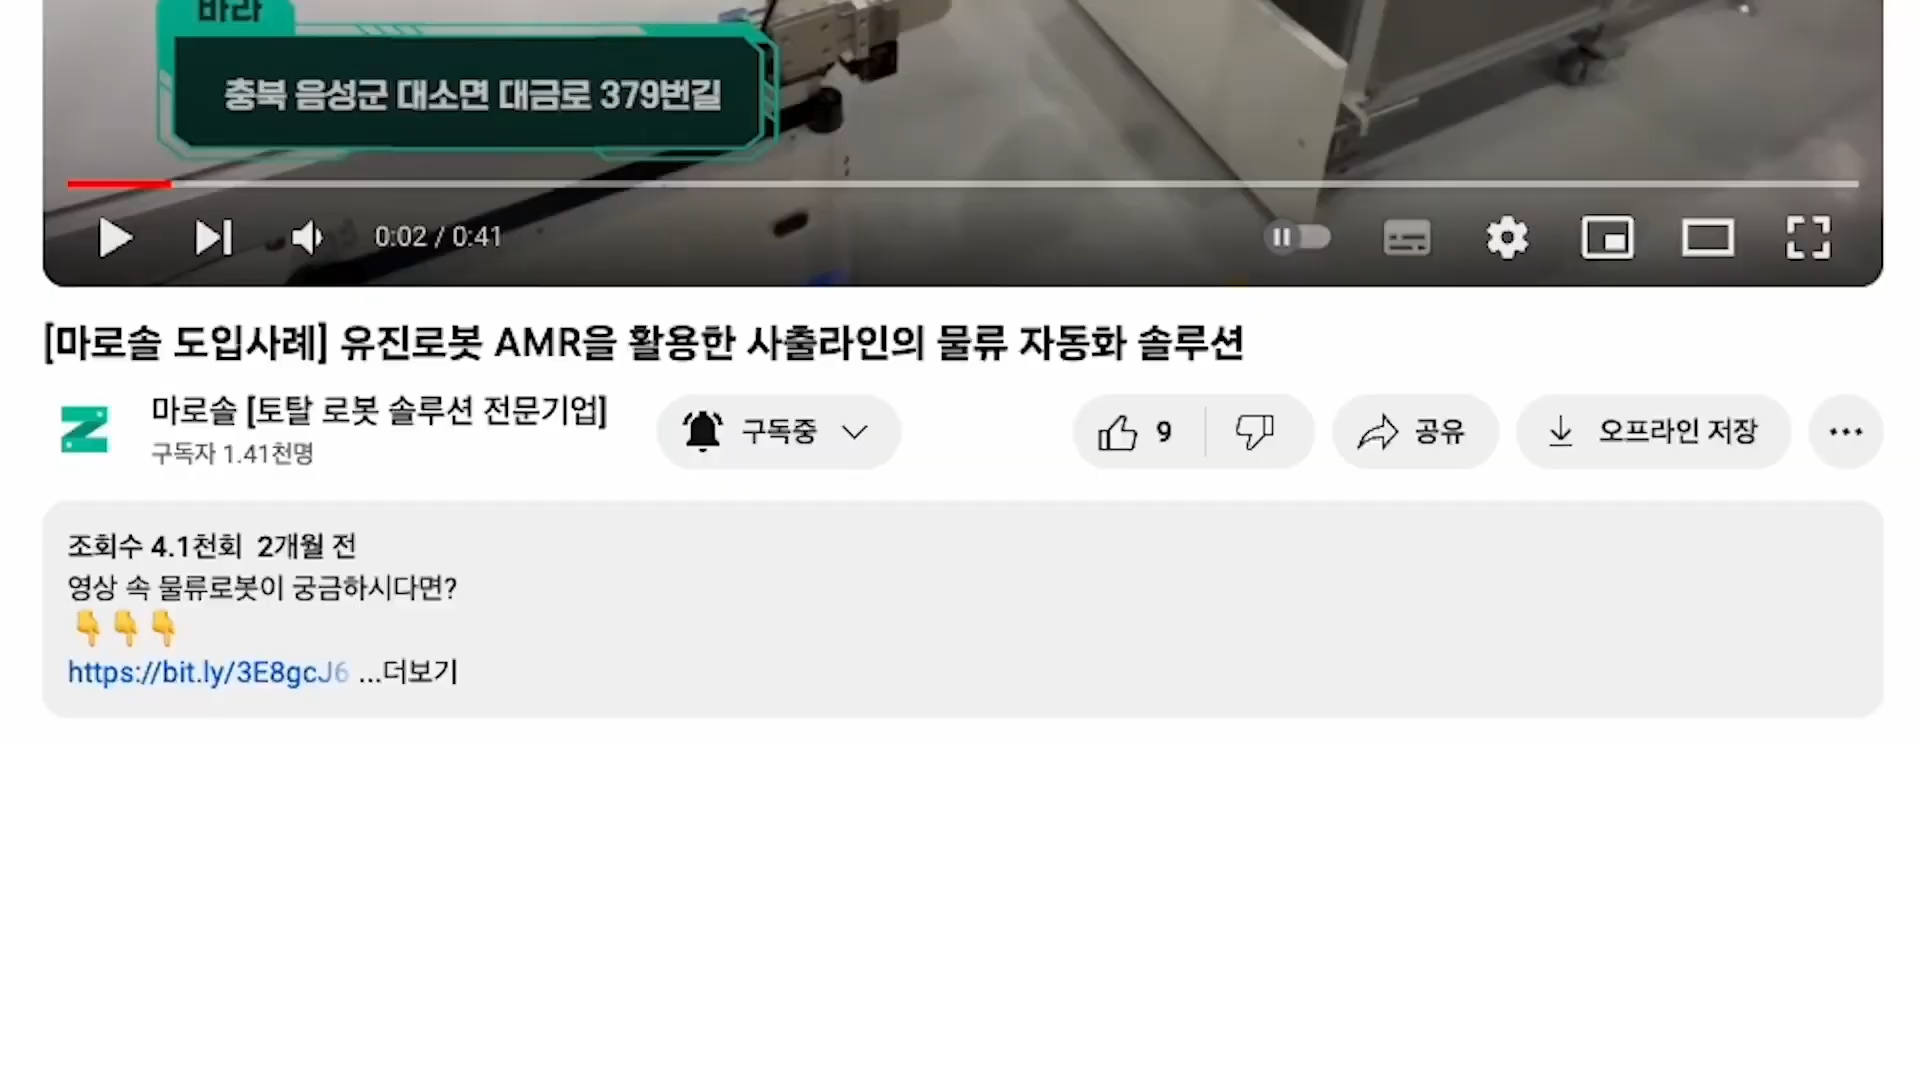 바라
충북 음성군 대소면 대금로 379번길
0:02 / 0:41
[마로솔 도입사례] 유진로봇 AMR을 활용한 사출라인의 물류 자동화 솔루션
마로솔 [토탈 로봇 솔루션 전문기업]
구독자 1.41천명
구독중
9
공유
오프라인 저장
조회수 4.1천회 2개월 전
영상 속 물류로봇이 궁금하시다면?
👇👇👇
https://bit.ly/3E8gcJ6 ...더보기